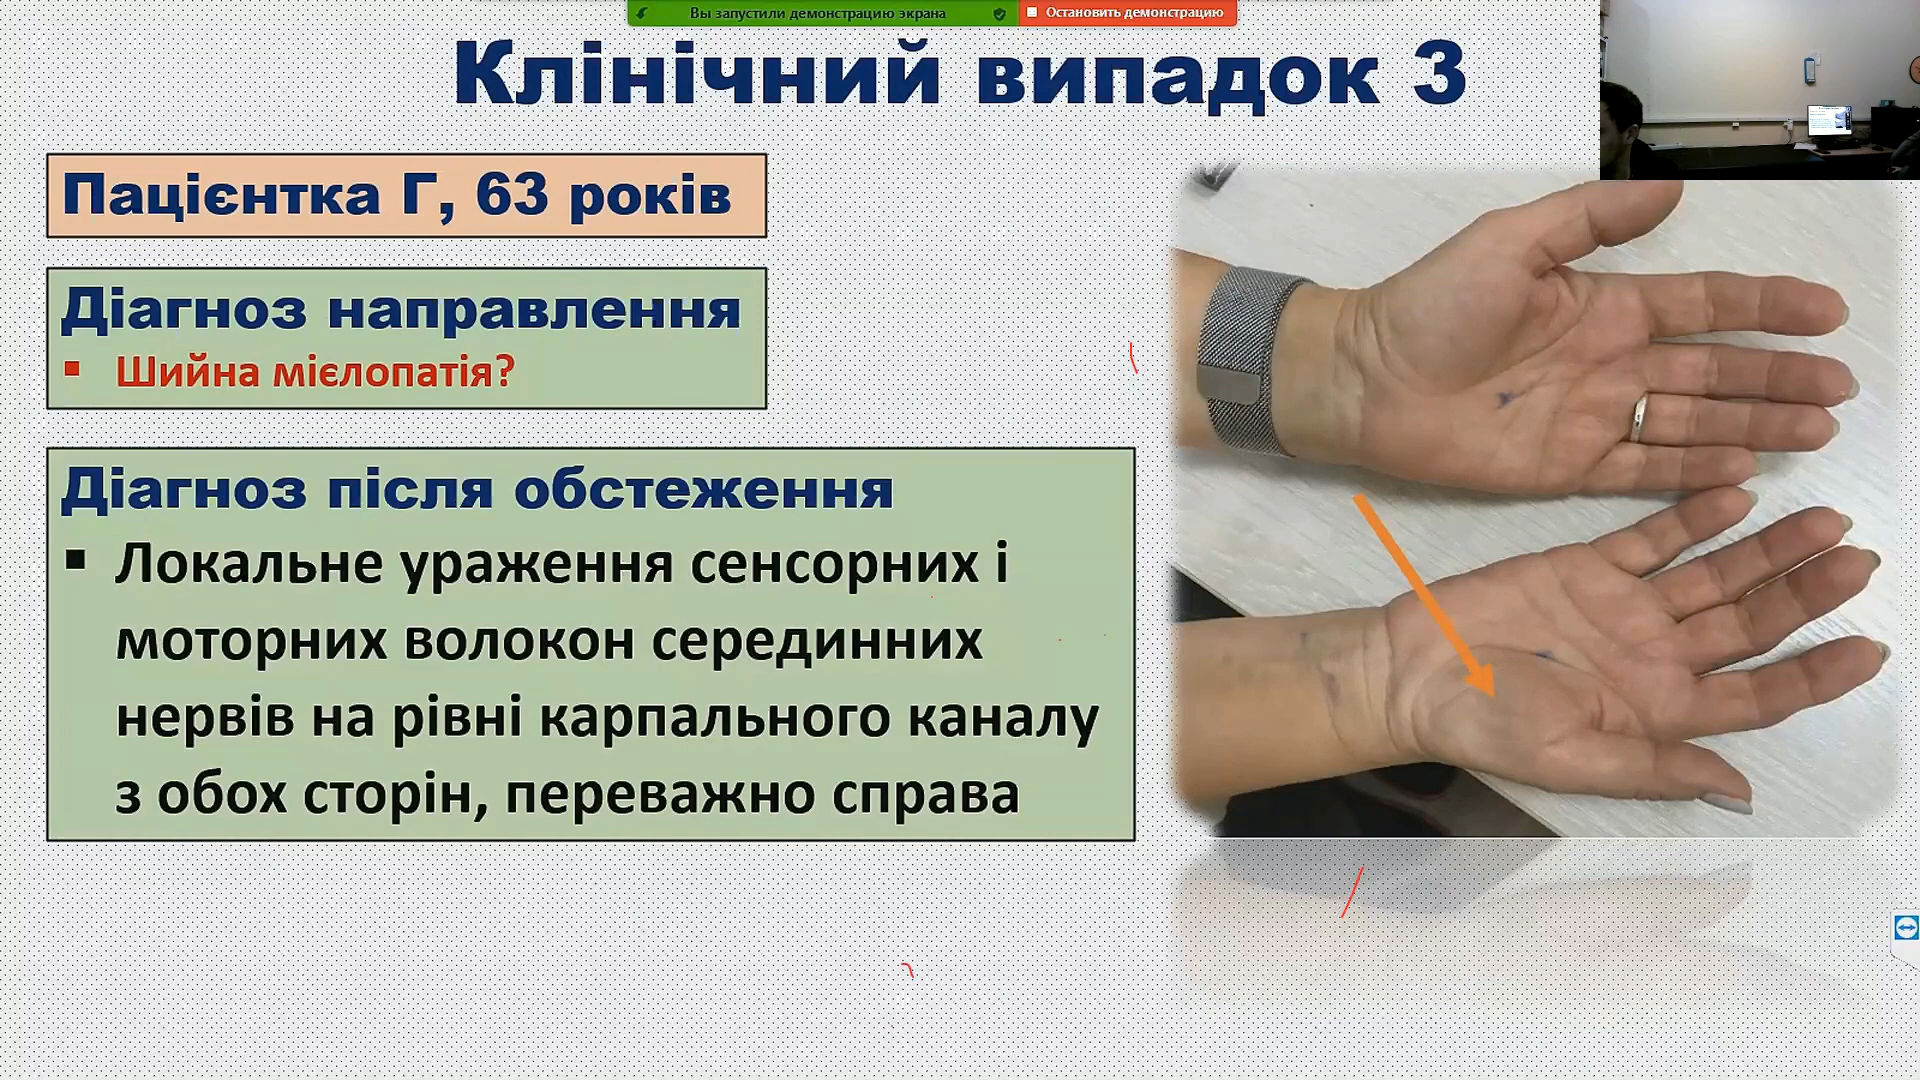 Вы запустили демонстрацию экрана
Остановить демонстрацию
Клінічний випадок 3
Пацієнтка Г, 63 років
Діагноз направлення
▪ Шийна мієлопатія?
Діагноз після обстеження
▪ Локальне ураження сенсорних і
моторних волокон серединних
нервів на рівні карпального каналу
з обох сторін, переважно справа